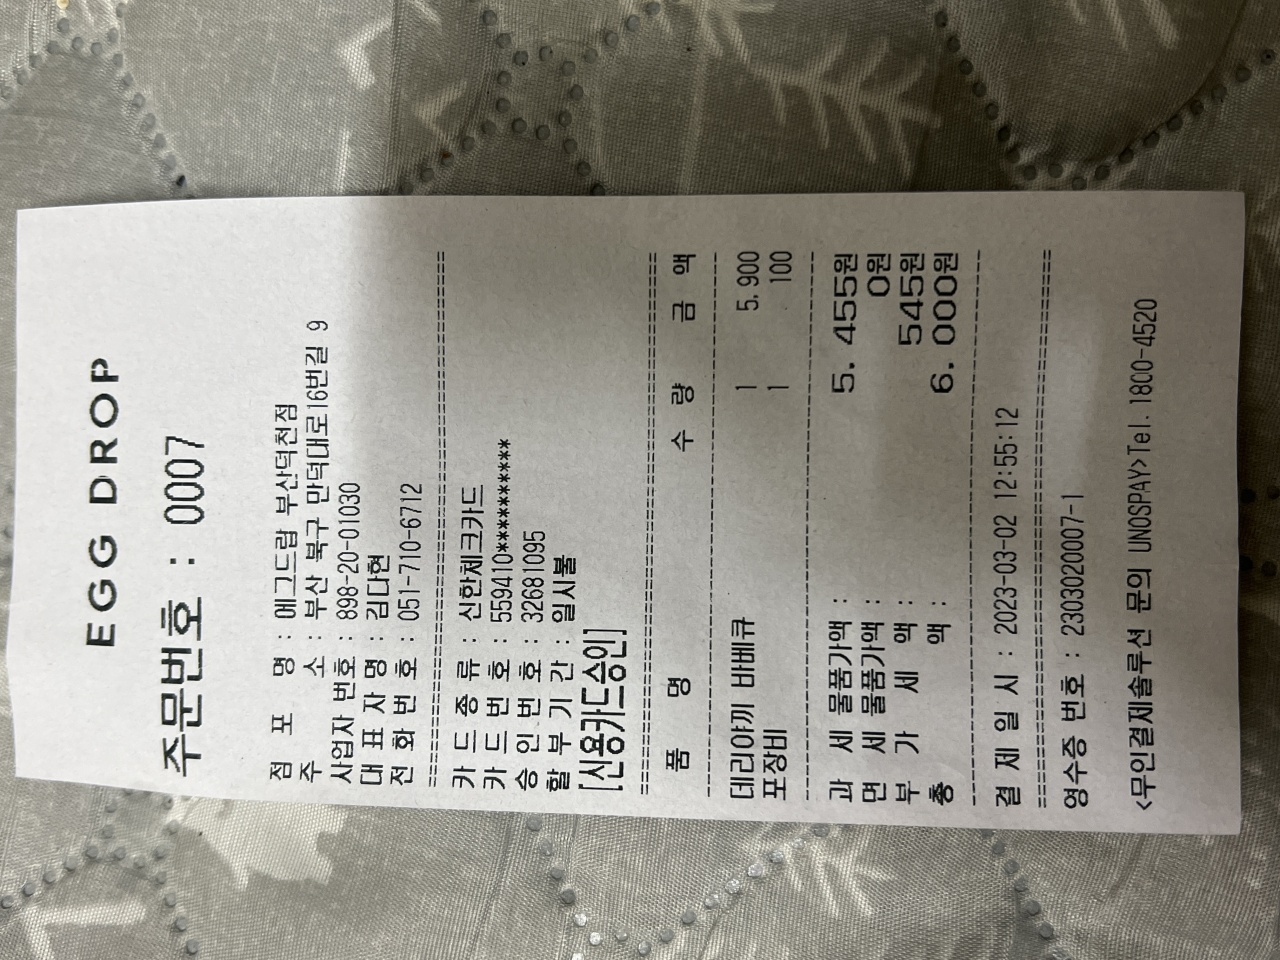 EGG DROP
주문번호 : 0007
점 포 명 : 에그드랍 부산덕천점
주 소 : 부산 북구 만덕대로16번길 9
사업자 번호 : 898-20-01030
대 표 자 명 : 김다현
전 화 번 호 : 051-710-6712
================================================
카 드 종 류 : 신한체크카드
카 드 번 호 : 559410**********
승 인 번 호 : 32681095
할 부 기 간 : 일시불
[신용카드승인]
================================================
품 명 수 량 금 액
------------------------------------------------
데리야끼 바베큐 1 5.900
포장비 1 100
------------------------------------------------
과 세 물품가액 : 5. 455원
면 세 물품가액 : 0원
부 가 세 액 : 545원
총 액 : 6. 000원
------------------------------------------------
결 제 일 시 : 2023-03-02 12:55:12
================================================
영수증 번호 : 2303020007-1
<무인결제솔루션 문의 UNOSPAY>Tel. 1800-4520